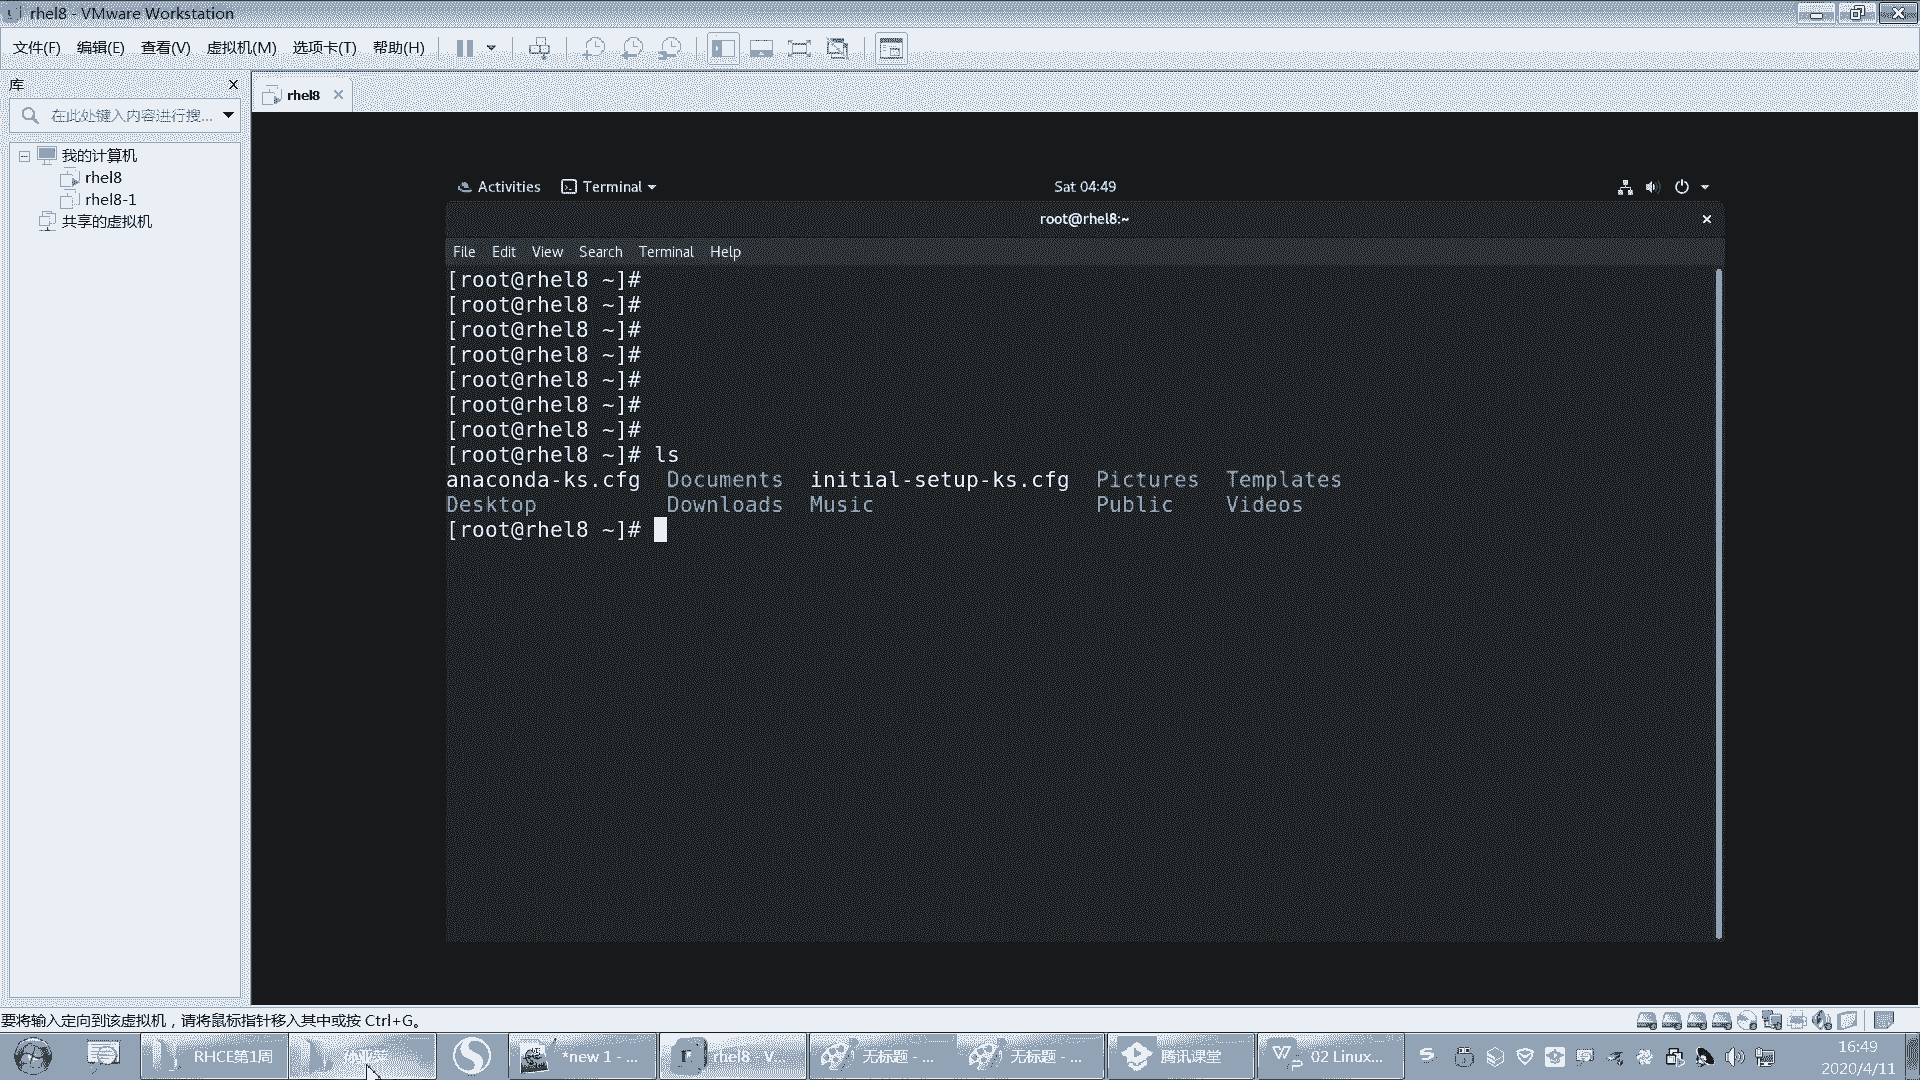 rhel8 - VMware Workstation
文件(F) 编辑(E) 查看(V) 虚拟机(M) 选项卡(T) 帮助(H)
库
在此处键入内容进行搜...
我的计算机
rhel8
rhel8-1
共享的虚拟机
rhel8
Activities Terminal Sat 04:49
root@rhel8:~
File Edit View Search Terminal Help
[root@rhel8 ~]#
[root@rhel8 ~]#
[root@rhel8 ~]#
[root@rhel8 ~]#
[root@rhel8 ~]#
[root@rhel8 ~]#
[root@rhel8 ~]#
[root@rhel8 ~]# ls
anaconda-ks.cfg Documents initial-setup-ks.cfg Pictures Templates
Desktop Downloads Music Public Videos
[root@rhel8 ~]#
要将输入定向到该虚拟机，请将鼠标指针移入其中或按 Ctrl+G。
RHCE第1周 *new 1 - ... rhel8 - V... 无标题 - ... 无标题 - ... 腾讯课堂 02 Linux... 16:49
2020/4/11